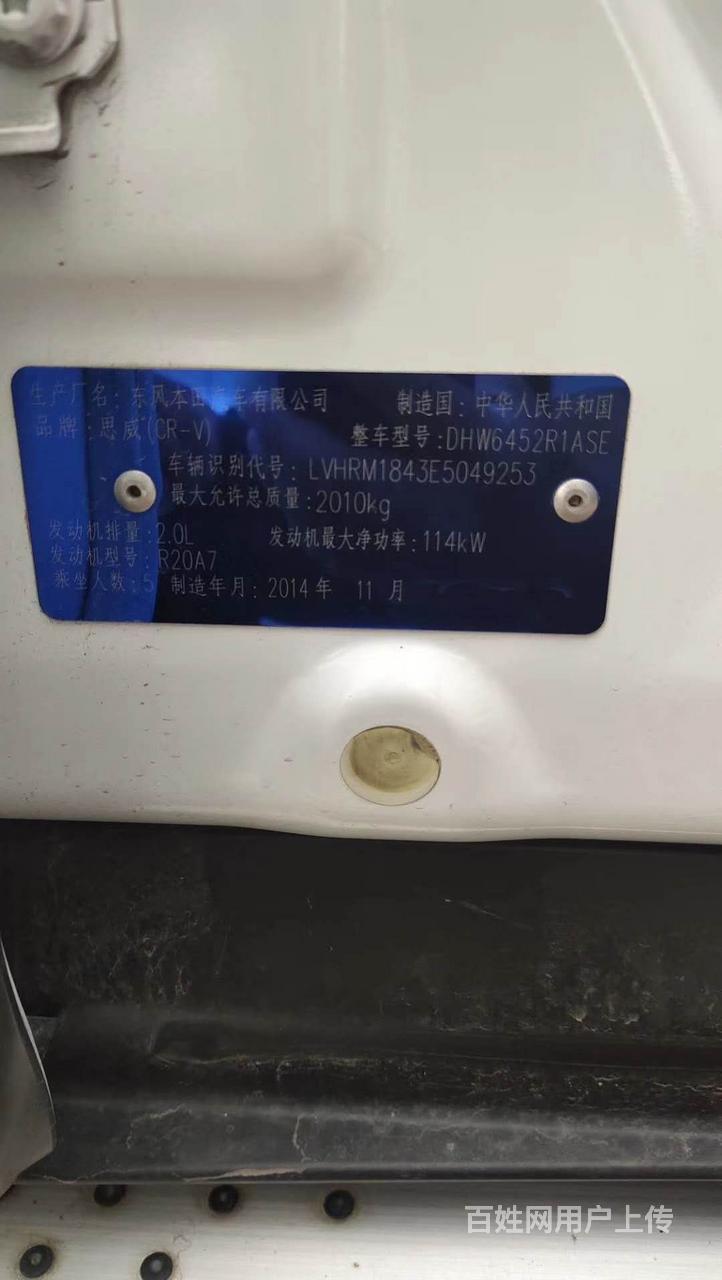 生产厂名：东风本田汽车有限公司 制造国：中华人民共和国
品牌：思威(CR-V) 整车型号：DHW6452R1ASE
车辆识别代号：LVHRM1843E5049253
最大允许总质量：2010kg
发动机排量：2.0L 发动机最大净功率：114kW
发动机型号：R20A7
乘坐人数：5 制造年月：2014年 11月
百姓网用户上传